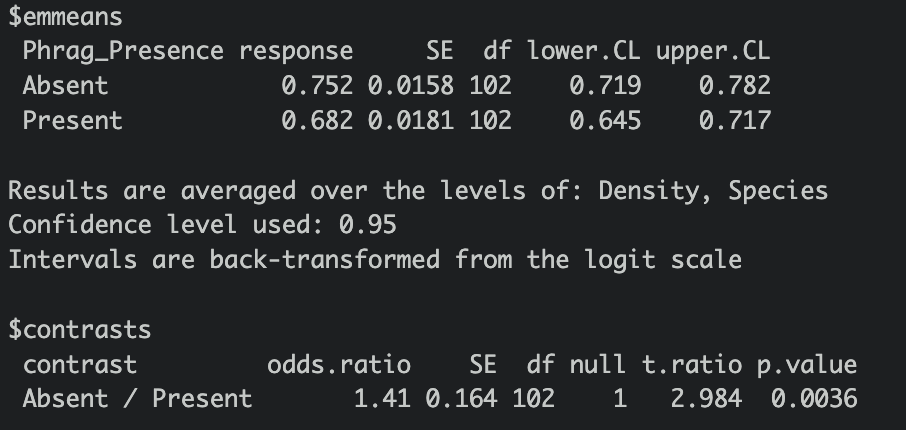 $emmeans
 Phrag_Presence response     SE  df lower.CL upper.CL
 Absent            0.752 0.0158 102    0.719    0.782
 Present           0.682 0.0181 102    0.645    0.717

Results are averaged over the levels of: Density, Species
Confidence level used: 0.95
Intervals are back-transformed from the logit scale

$contrasts
 contrast         odds.ratio    SE  df null t.ratio p.value
 Absent / Present       1.41 0.164 102    1   2.984  0.0036